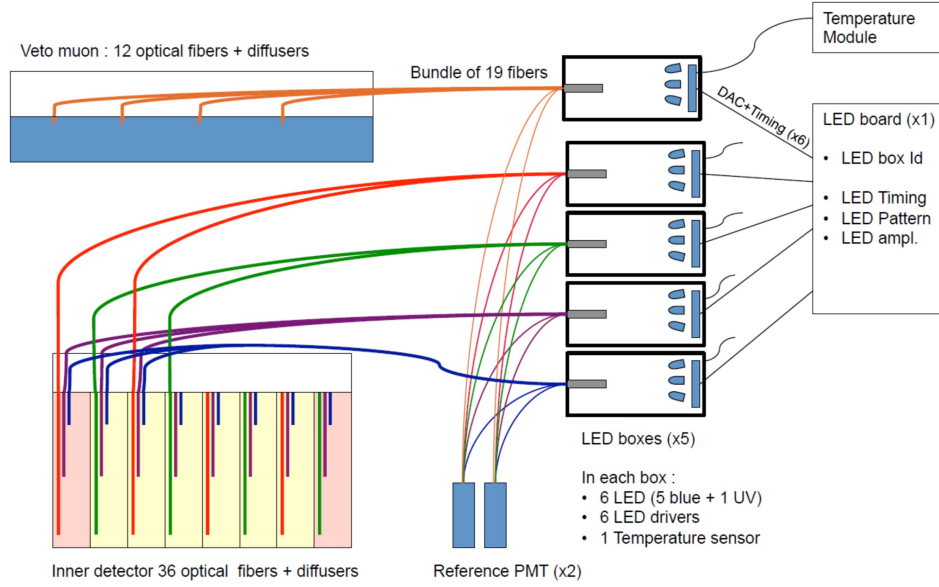 Temperature
Module
Veto muon : 12 optical fibers + diffusers
Bundle of 19 fibers
DAC+Timing (x6)
LED board (x1)
• LED box Id
• LED Timing
• LED Pattern
• LED ampl.
LED boxes (x5)
In each box :
• 6 LED (5 blue + 1 UV)
• 6 LED drivers
• 1 Temperature sensor
Inner detector 36 optical fibers + diffusers
Reference PMT (x2)